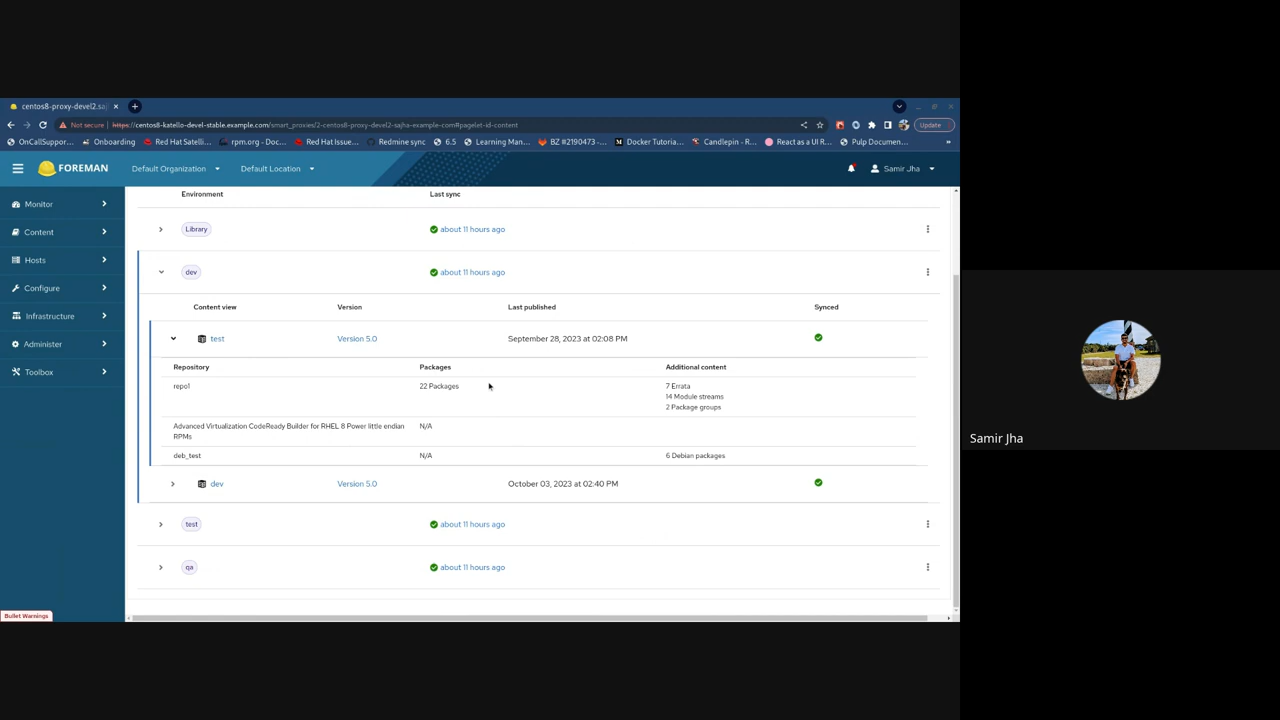 centos8-proxy-devel2.saj
Not secure https://centos8-katello-devel-stable.example.com/smart_proxies/2-centos8-proxy-devel2-sajha-example-com#pagelet-id-content
Update
OnCallSuppor... Onboarding Red Hat Satelli... rpm.org - Doc... Red Hat Issue... Redmine sync 6.5 Learning Man... BZ #2190473 -... Docker Tutoria... Candlepin - R... React as a UI R... Pulp Documen... »
FOREMAN Default Organization Default Location Samir Jha
Monitor
Content
Hosts
Configure
Infrastructure
Administer
Toolbox
Environment Last sync
Library about 11 hours ago
dev about 11 hours ago
Content view Version Last published Synced
test Version 5.0 September 28, 2023 at 02:08 PM
Repository Packages Additional content
repo1 22 Packages 7 Errata
14 Module streams
2 Package groups
Advanced Virtualization CodeReady Builder for RHEL 8 Power little endian N/A
RPMs
deb_test N/A 6 Debian packages
dev Version 5.0 October 03, 2023 at 02:40 PM
test about 11 hours ago
qa about 11 hours ago
Bullet Warnings
Samir Jha